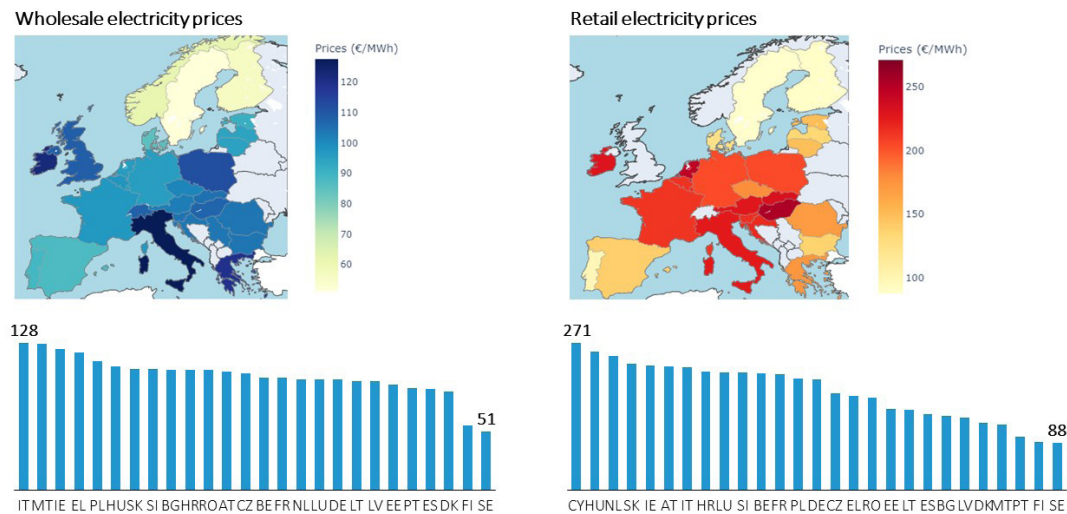 Wholesale electricity prices
Prices (€/MWh)
120
110
100
90
80
70
60
128
51
IT MT IE EL PL HU SK SI BG HR RO AT CZ BE FR NL LU DE LT LV EE PT ES DK FI SE
Retail electricity prices
Prices (€/MWh)
250
200
150
100
271
88
CY HU NL SK IE AT IT HR LU SI BE FR PL DE CZ EL RO EE LT ES BG LV DK MT PT FI SE